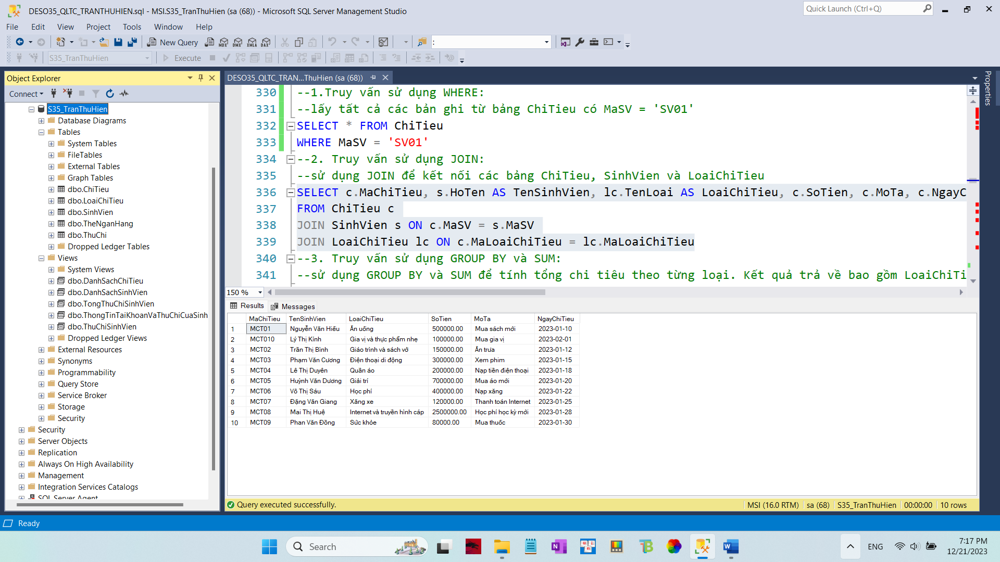 DESO35_QLTC_TRANTHUHIEN.sql - MSI.S35_TranThuHien (sa (68)) - Microsoft SQL Server Management Studio
Quick Launch (Ctrl+Q)
File Edit View Project Tools Window Help
New Query MDX DMX XMLA DAX :
S35_TranThuHien Execute
Object Explorer
Connect
S35_TranThuHien
Database Diagrams
Tables
System Tables
FileTables
External Tables
Graph Tables
dbo.ChiTieu
dbo.LoaiChiTieu
dbo.SinhVien
dbo.TheNganHang
dbo.ThuChi
Dropped Ledger Tables
Views
System Views
dbo.DanhSachChiTieu
dbo.DanhSachSinhVien
dbo.TongThuChiSinhVien
dbo.ThongTinTaiKhoanVaThuChiCuaSinh
dbo.ThuChiSinhVien
Dropped Ledger Views
External Resources
Synonyms
Programmability
Query Store
Service Broker
Storage
Security
Security
Server Objects
Replication
Always On High Availability
Management
Integration Services Catalogs
SQL Server Agent
DESO35_QLTC_TRAN...ThuHien (sa (68))
Properties
330 --1.Truy vấn sử dụng WHERE:
331 --lấy tất cả các bản ghi từ bảng ChiTieu có MaSV = 'SV01'
332 SELECT * FROM ChiTieu
333 WHERE MaSV = 'SV01'
334 --2. Truy vấn sử dụng JOIN:
335 --sử dụng JOIN để kết nối các bảng ChiTieu, SinhVien và LoaiChiTieu
336 SELECT c.MaChiTieu, s.HoTen AS TenSinhVien, lc.TenLoai AS LoaiChiTieu, c.SoTien, c.MoTa, c.NgayC
337 FROM ChiTieu c
338 JOIN SinhVien s ON c.MaSV = s.MaSV
339 JOIN LoaiChiTieu lc ON c.MaLoaiChiTieu = lc.MaLoaiChiTieu
340 --3. Truy vấn sử dụng GROUP BY và SUM:
341 --sử dụng GROUP BY và SUM để tính tổng chi tiêu theo từng loại. Kết quả trả về bao gồm LoaiChiTi
150 %
Results Messages
MaChiTieu TenSinhVien LoaiChiTieu SoTien MoTa NgayChiTieu
1 MCT01 Nguyễn Văn Hiếu Ăn uống 500000.00 Mua sách mới 2023-01-10
2 MCT010 Lý Thị Kính Gia vị và thực phẩm nhẹ 100000.00 Mua gia vị 2023-02-01
3 MCT02 Trần Thị Bình Giáo trình và sách vở 150000.00 Ăn trưa 2023-01-12
4 MCT03 Phạm Văn Cương Điện thoại di động 300000.00 Xem phim 2023-01-15
5 MCT04 Lê Thị Duyên Quần áo 200000.00 Nạp tiền điện thoại 2023-01-18
6 MCT05 Huỳnh Văn Dương Giải trí 700000.00 Mua áo mới 2023-01-20
7 MCT06 Võ Thị Sáu Học phí 400000.00 Nạp xăng 2023-01-22
8 MCT07 Đặng Văn Giang Xăng xe 120000.00 Thanh toán Internet 2023-01-25
9 MCT08 Mai Thị Huệ Internet và truyền hình cáp 2500000.00 Học phí học kỳ mới 2023-01-28
10 MCT09 Phan Văn Đồng Sức khỏe 80000.00 Mua thuốc 2023-01-30
Query executed successfully. MSI (16.0 RTM) sa (68) S35_TranThuHien 00:00:00 10 rows
Ready
Search ENG 7:17 PM
12/21/2023